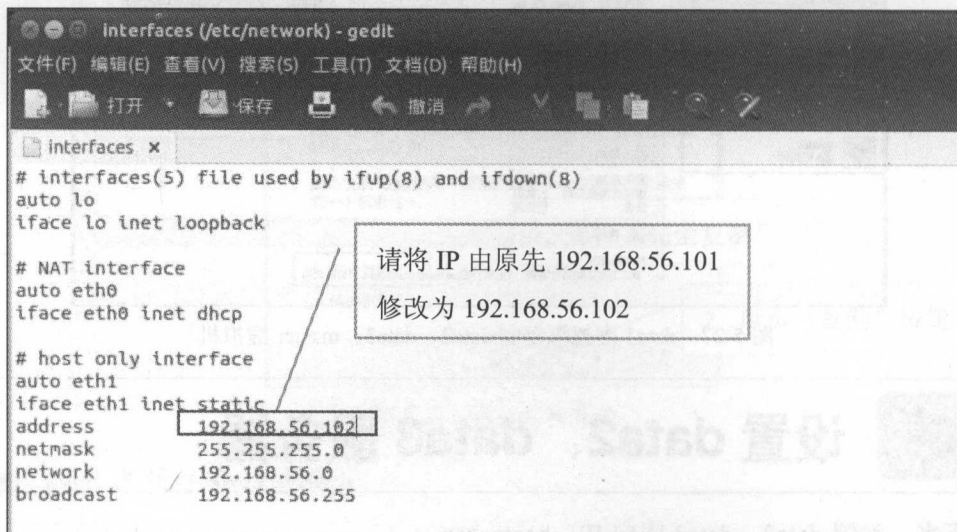 interfaces (/etc/network) - gedit
文件(F) 编辑(E) 查看(V) 搜索(S) 工具(T) 文档(D) 帮助(H)
打开 保存 撤消
interfaces ×
# interfaces(5) file used by ifup(8) and ifdown(8)
auto lo
iface lo inet loopback
请将 IP 由原先 192.168.56.101
修改为 192.168.56.102
# NAT interface
auto eth0
iface eth0 inet dhcp
# host only interface
auto eth1
iface eth1 inet static
address 192.168.56.102
netmask 255.255.255.0
network 192.168.56.0
broadcast 192.168.56.255